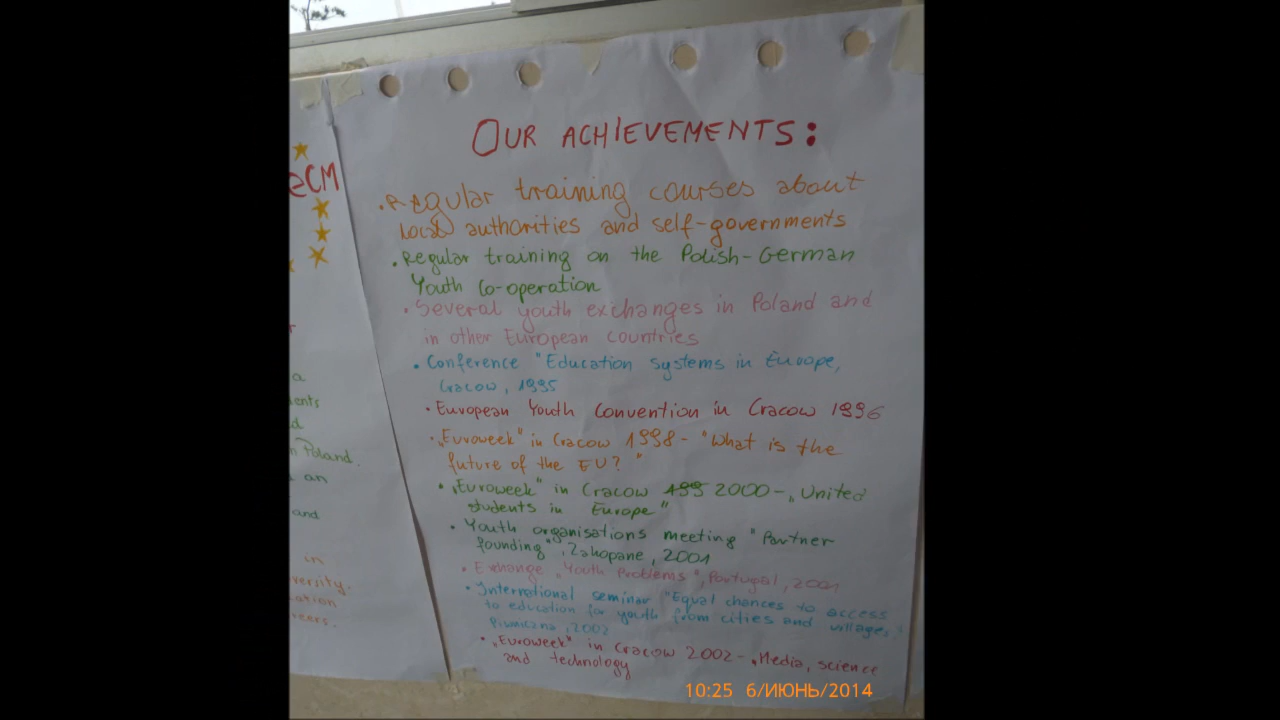 OUR ACHIEVEMENTS:
• Regular training courses about
local authorities and self-governments
• Regular training on the Polish-German
Youth Co-operation
• Several youth exchanges in Poland and
in other European countries
• Conference "Education systems in Europe,
Cracow, 1995
• European Youth Convention in Cracow 1996
• „Euroweek" in Cracow 1998 - "What is the
future of the EU?"
• „Euroweek" in Cracow 199 2000 - „United
students in Europe"
• Youth organisations meeting "Partner
founding", Zakopane, 2001
• Exchange „Youth Problems", Portugal, 2001
• International seminar "Equal chances to access
to education for youth from cities and villages,"
2002
• „Euroweek" in Cracow 2002 - „Media, science
and technology
eCM
r
a
ents
d
n Poland.
an
and
in
versity.
cation
reers.
10:25 6/ИЮНЬ/2014